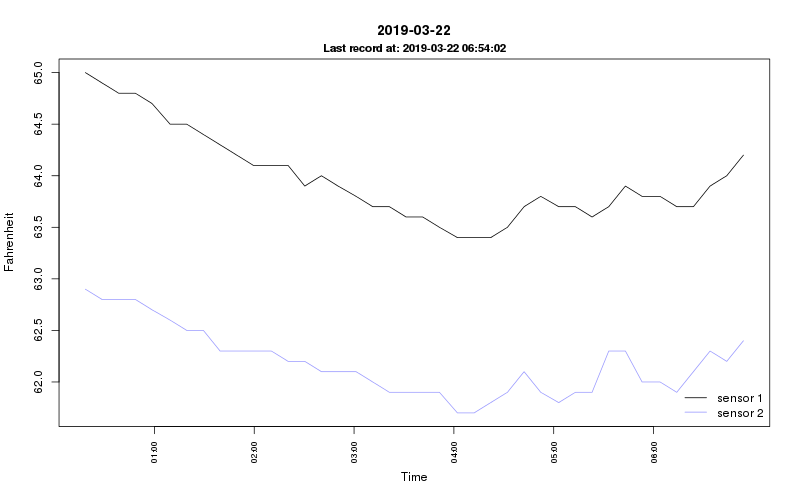 2019-03-22
Last record at: 2019-03-22 06:54:02
Fahrenheit
65.0
64.5
64.0
63.5
63.0
62.5
62.0
sensor 1
sensor 2
01:00 02:00 03:00 04:00 05:00 06:00
Time